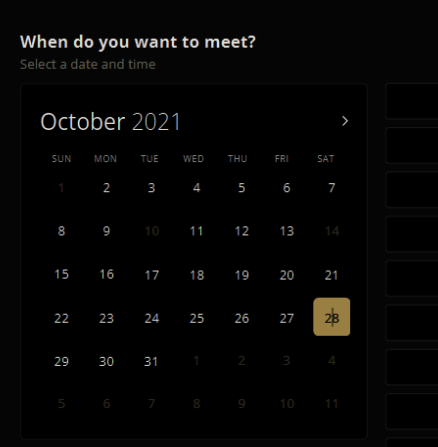 When do you want to meet?
Select a date and time
October 2021
SUN MON TUE WED THU FRI SAT
1 2 3 4 5 6 7
8 9 10 11 12 13 14
15 16 17 18 19 20 21
22 23 24 25 26 27 28
29 30 31 1 2 3 4
5 6 7 8 9 10 11